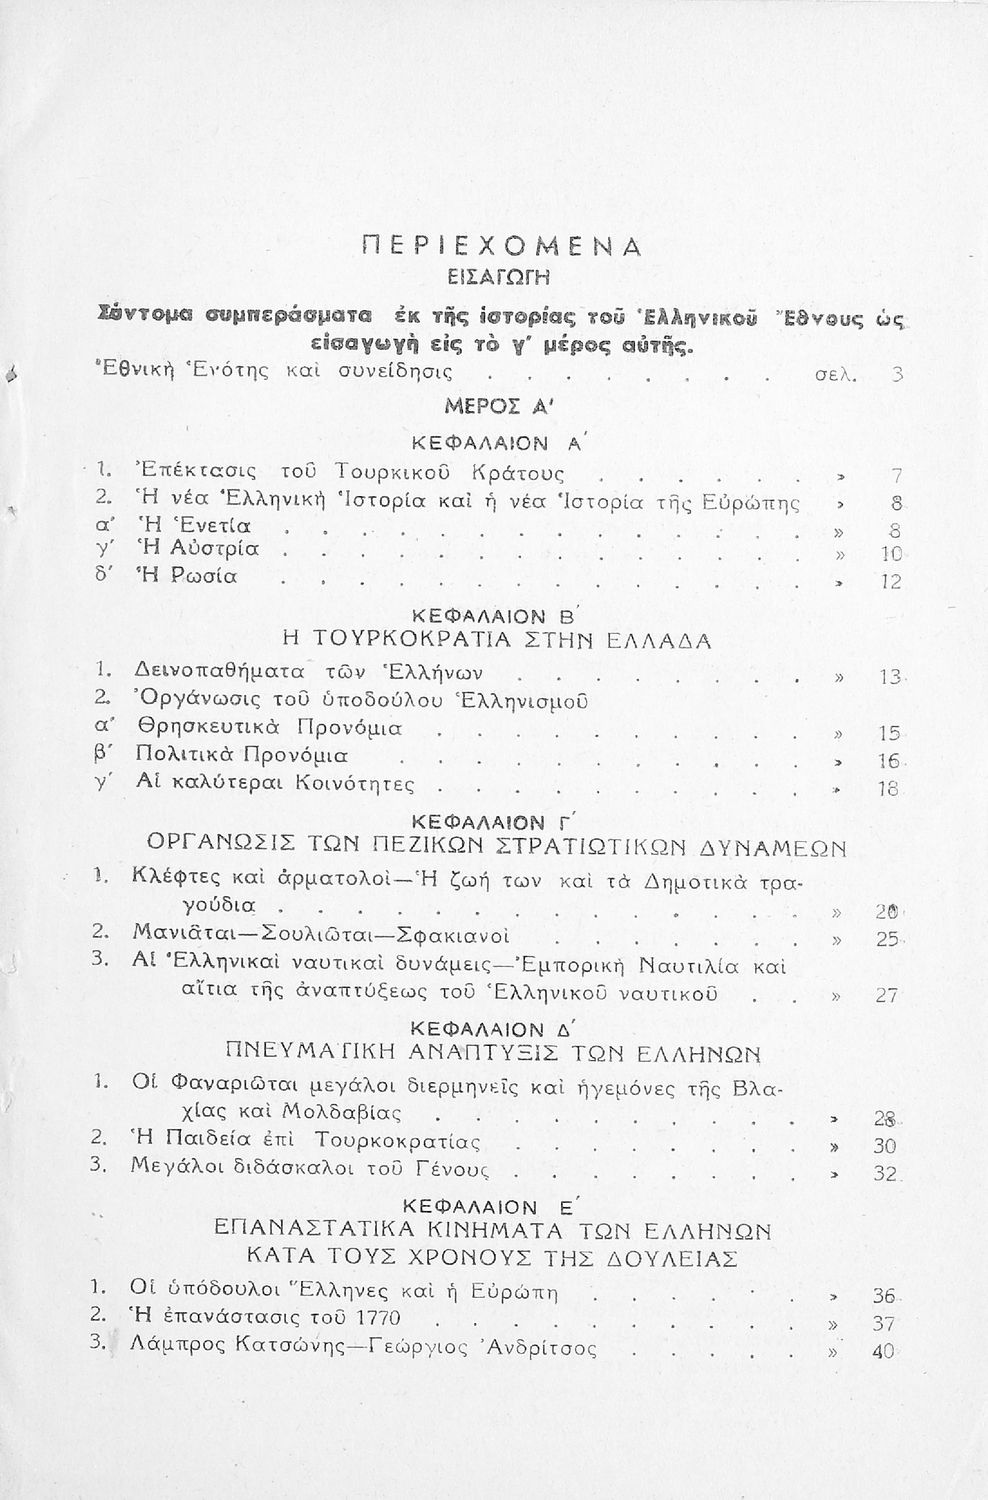 ΠΕΡΙΕΧΟΜΕΝΑ
ΕΙΣΑΓΩΓΗ
Σύντομα συμπεράσματα ἐκ τῆς ἱστορίας τοῦ Ἑλληνικοῦ Ἔθνους ὡς
εἰσαγωγὴ εἰς τὸ γ' μέρος αὐτῆς.
Ἐθνικὴ Ἑνότης καὶ συνείδησις . . . . . . . . σελ. 3
ΜΕΡΟΣ Α'
ΚΕΦΑΛΑΙΟΝ Α'
1. Ἐπέκτασις τοῦ Τουρκικοῦ Κράτους . . . . . . » 7
2. Ἡ νέα Ἑλληνικὴ Ἱστορία καὶ ἡ νέα Ἱστορία τῆς Εὐρώπης » 8
α' Ἡ Ἑνετία . . . . . . . . . . . . . . » 8
γ' Ἡ Αὐστρία . . . . . . . . . . . . . . » 10
δ' Ἡ Ρωσία . . . . . . . . . . . . . . » 12
ΚΕΦΑΛΑΙΟΝ Β'
Η ΤΟΥΡΚΟΚΡΑΤΙΑ ΣΤΗΝ ΕΛΛΑΔΑ
1. Δεινοπαθήματα τῶν Ἑλλήνων . . . . . . . . » 13
2. Ὀργάνωσις τοῦ ὑποδούλου Ἑλληνισμοῦ
α' Θρησκευτικὰ Προνόμια . . . . . . . . . . » 15
β' Πολιτικὰ Προνόμια . . . . . . . . . . . » 16
γ' Αἱ καλύτεραι Κοινότητες . . . . . . . . . . » 18
ΚΕΦΑΛΑΙΟΝ Γ'
ΟΡΓΑΝΩΣΙΣ ΤΩΝ ΠΕΖΙΚΩΝ ΣΤΡΑΤΙΩΤΙΚΩΝ ΔΥΝΑΜΕΩΝ
1. Κλέφτες καὶ ἁρματολοὶ—Ἡ ζωή των καὶ τὰ Δημοτικὰ τρα-
γούδια . . . . . . . . . . . . . . » 20
2. Μανιᾶται—Σουλιῶται—Σφακιανοὶ . . . . . . . » 25
3. Αἱ Ἑλληνικαὶ ναυτικαὶ δυνάμεις—Ἐμπορικὴ Ναυτιλία καὶ
αἴτια τῆς ἀναπτύξεως τοῦ Ἑλληνικοῦ ναυτικοῦ . . » 27
ΚΕΦΑΛΑΙΟΝ Δ'
ΠΝΕΥΜΑΤΙΚΗ ΑΝΑΠΤΥΞΙΣ ΤΩΝ ΕΛΛΗΝΩΝ
1. Οἱ Φαναριῶται μεγάλοι διερμηνεῖς καὶ ἡγεμόνες τῆς Βλα-
χίας καὶ Μολδαβίας . . . . . . . . . . » 28
2. Ἡ Παιδεία ἐπὶ Τουρκοκρατίας . . . . . . . . » 30
3. Μεγάλοι διδάσκαλοι τοῦ Γένους . . . . . . . . » 32
ΚΕΦΑΛΑΙΟΝ Ε'
ΕΠΑΝΑΣΤΑΤΙΚΑ ΚΙΝΗΜΑΤΑ ΤΩΝ ΕΛΛΗΝΩΝ
ΚΑΤΑ ΤΟΥΣ ΧΡΟΝΟΥΣ ΤΗΣ ΔΟΥΛΕΙΑΣ
1. Οἱ ὑπόδουλοι Ἕλληνες καὶ ἡ Εὐρώπη . . . . . . » 36
2. Ἡ ἐπανάστασις τοῦ 1770 . . . . . . . . . . » 37
3. Λάμπρος Κατσώνης—Γεώργιος Ἀνδρίτσος . . . . . » 40